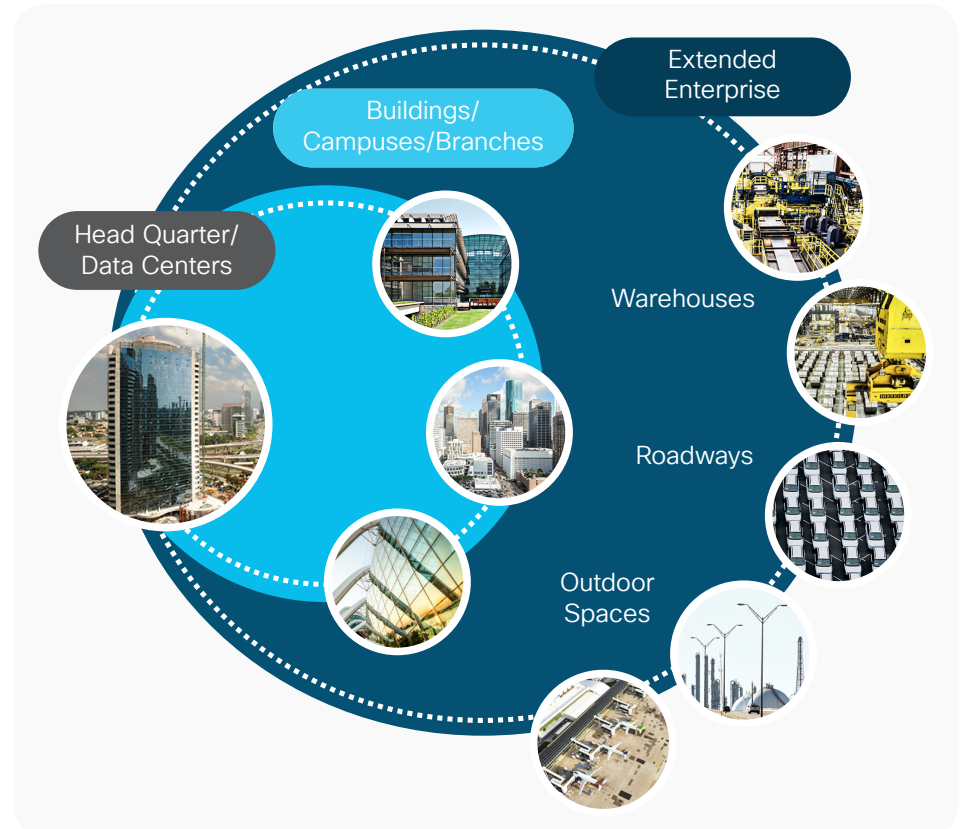 Extended
Enterprise
Buildings/
Campuses/Branches
Head Quarter/
Data Centers
Warehouses
Roadways
Outdoor
Spaces